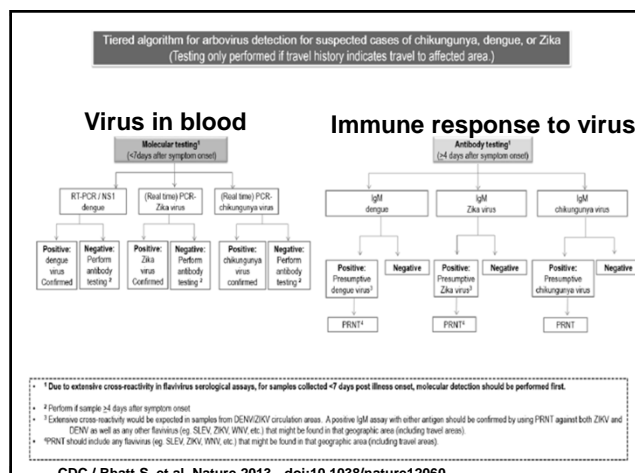 Tiered algorithm for arbovirus detection for suspected cases of chikungunya, dengue, or Zika
(Testing only performed if travel history indicates travel to affected area.)
Virus in blood
Molecular testing¹
(<7days after symptom onset)
RT-PCR / NS1
dengue
(Real time) PCR-
Zika virus
(Real time) PCR-
chikungunya virus
Positive:
dengue
virus
Confirmed
Negative:
Perform
antibody
testing ²
Positive:
Zika
virus
Confirmed
Negative:
Perform
antibody
testing ²
Positive:
chikungunya
virus
confirmed
Negative:
Perform
antibody
testing ²
Immune response to virus
Antibody testing¹
(≥4 days after symptom onset)
IgM
dengue
IgM
Zika virus
IgM
chikungunya virus
Positive:
Presumptive
dengue virus³
Negative
Positive:
Presumptive
Zika virus³
Negative
Positive:
Presumptive
chikungunya virus
Negative
PRNT⁴
PRNT⁴
PRNT
• ¹ Due to extensive cross-reactivity in flavivirus serological assays, for samples collected <7 days post illness onset, molecular detection should be performed first.
• ² Perform if sample ≥4 days after symptom onset
• ³ Extensive cross-reactivity would be expected in samples from DENV/ZIKV circulation areas. A positive IgM assay with either antigen should be confirmed by using PRNT against both ZIKV and
DENV as well as any other flavivirus (eg. SLEV, ZIKV, WNV, etc.) that might be found in that geographic area (including travel areas).
• ⁴PRNT should include any flavivirus (eg. SLEV, ZIKV, WNV, etc.) that might be found in that geographic area (including travel areas).
CDC / Bhatt S, et al. Nature 2013 doi:10.1038/nature12060